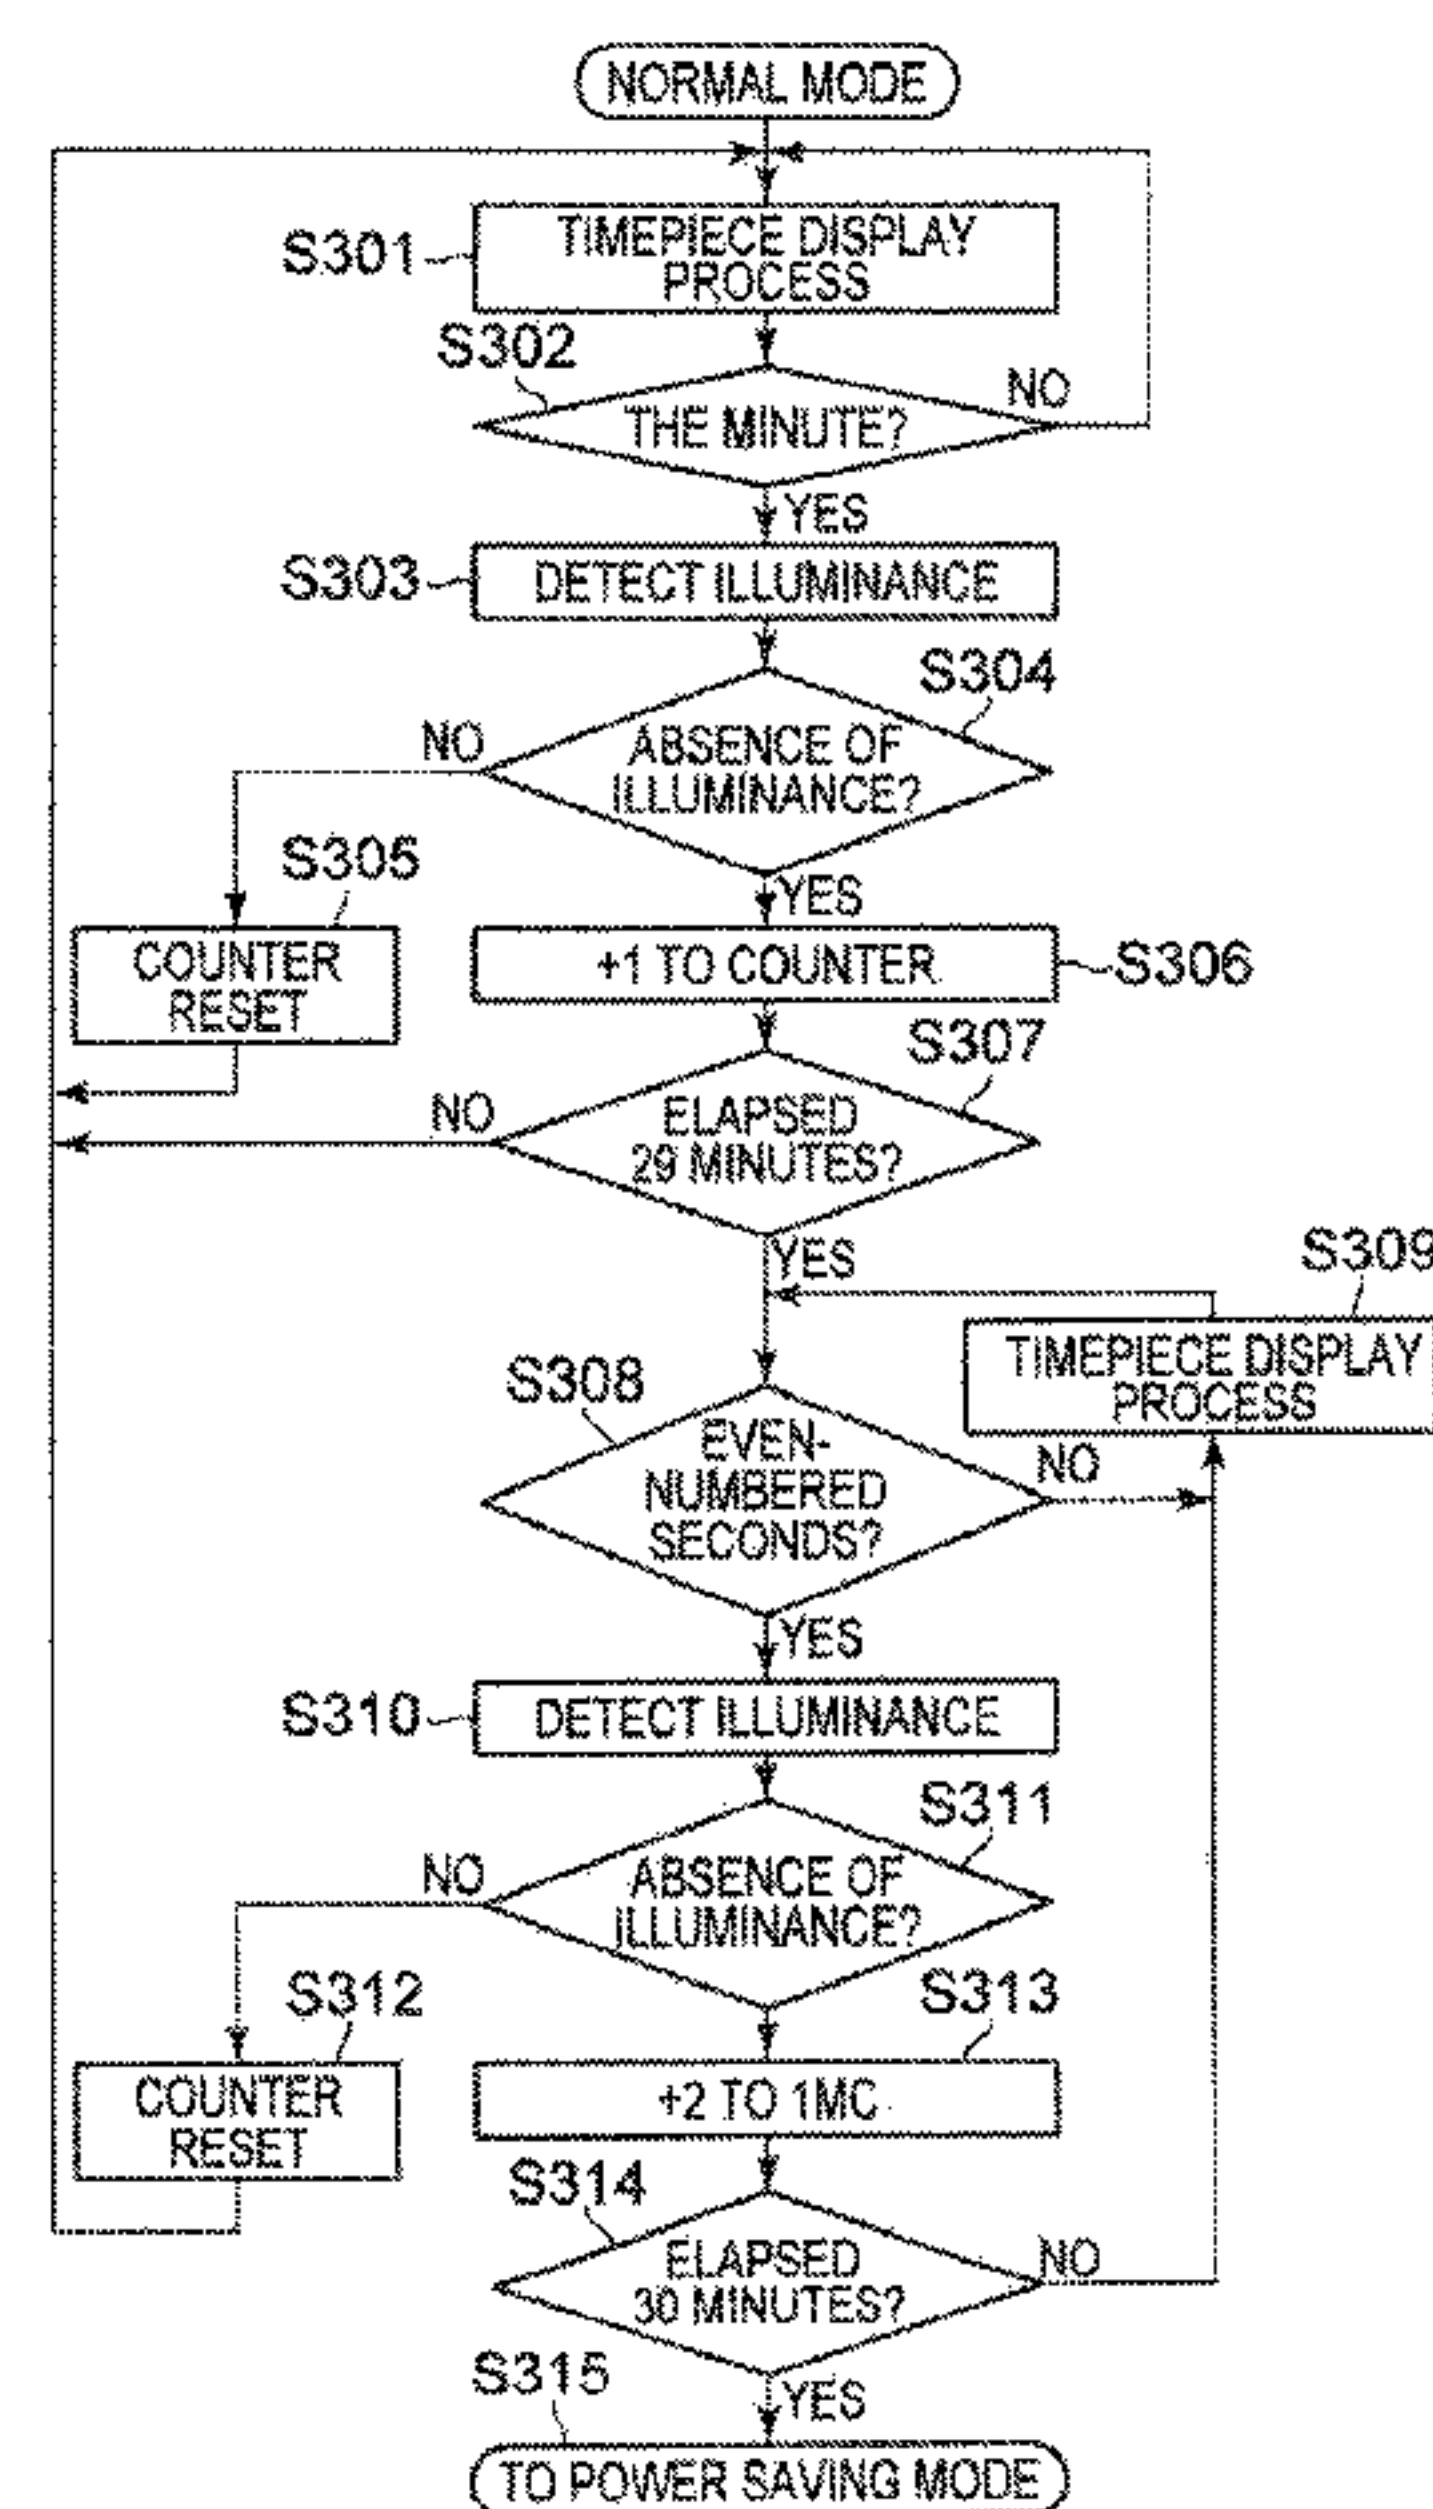 NORMAL MODE
S301
TIMEPIECE DISPLAY
PROCESS
S302
THE MINUTE?
NO
YES
S303
DETECT ILLUMINANCE
S304
ABSENCE OF
ILLUMINANCE?
NO
YES
S305
COUNTER
RESET
+1 TO COUNTER
S306
S307
ELAPSED
29 MINUTES?
NO
YES
S309
TIMEPIECE DISPLAY
PROCESS
S308
EVEN-
NUMBERED
SECONDS?
NO
YES
S310
DETECT ILLUMINANCE
S311
ABSENCE OF
ILLUMINANCE?
NO
S312
COUNTER
RESET
S313
+2 TO 1MC
S314
ELAPSED
30 MINUTES?
NO
YES
S315
TO POWER SAVING MODE